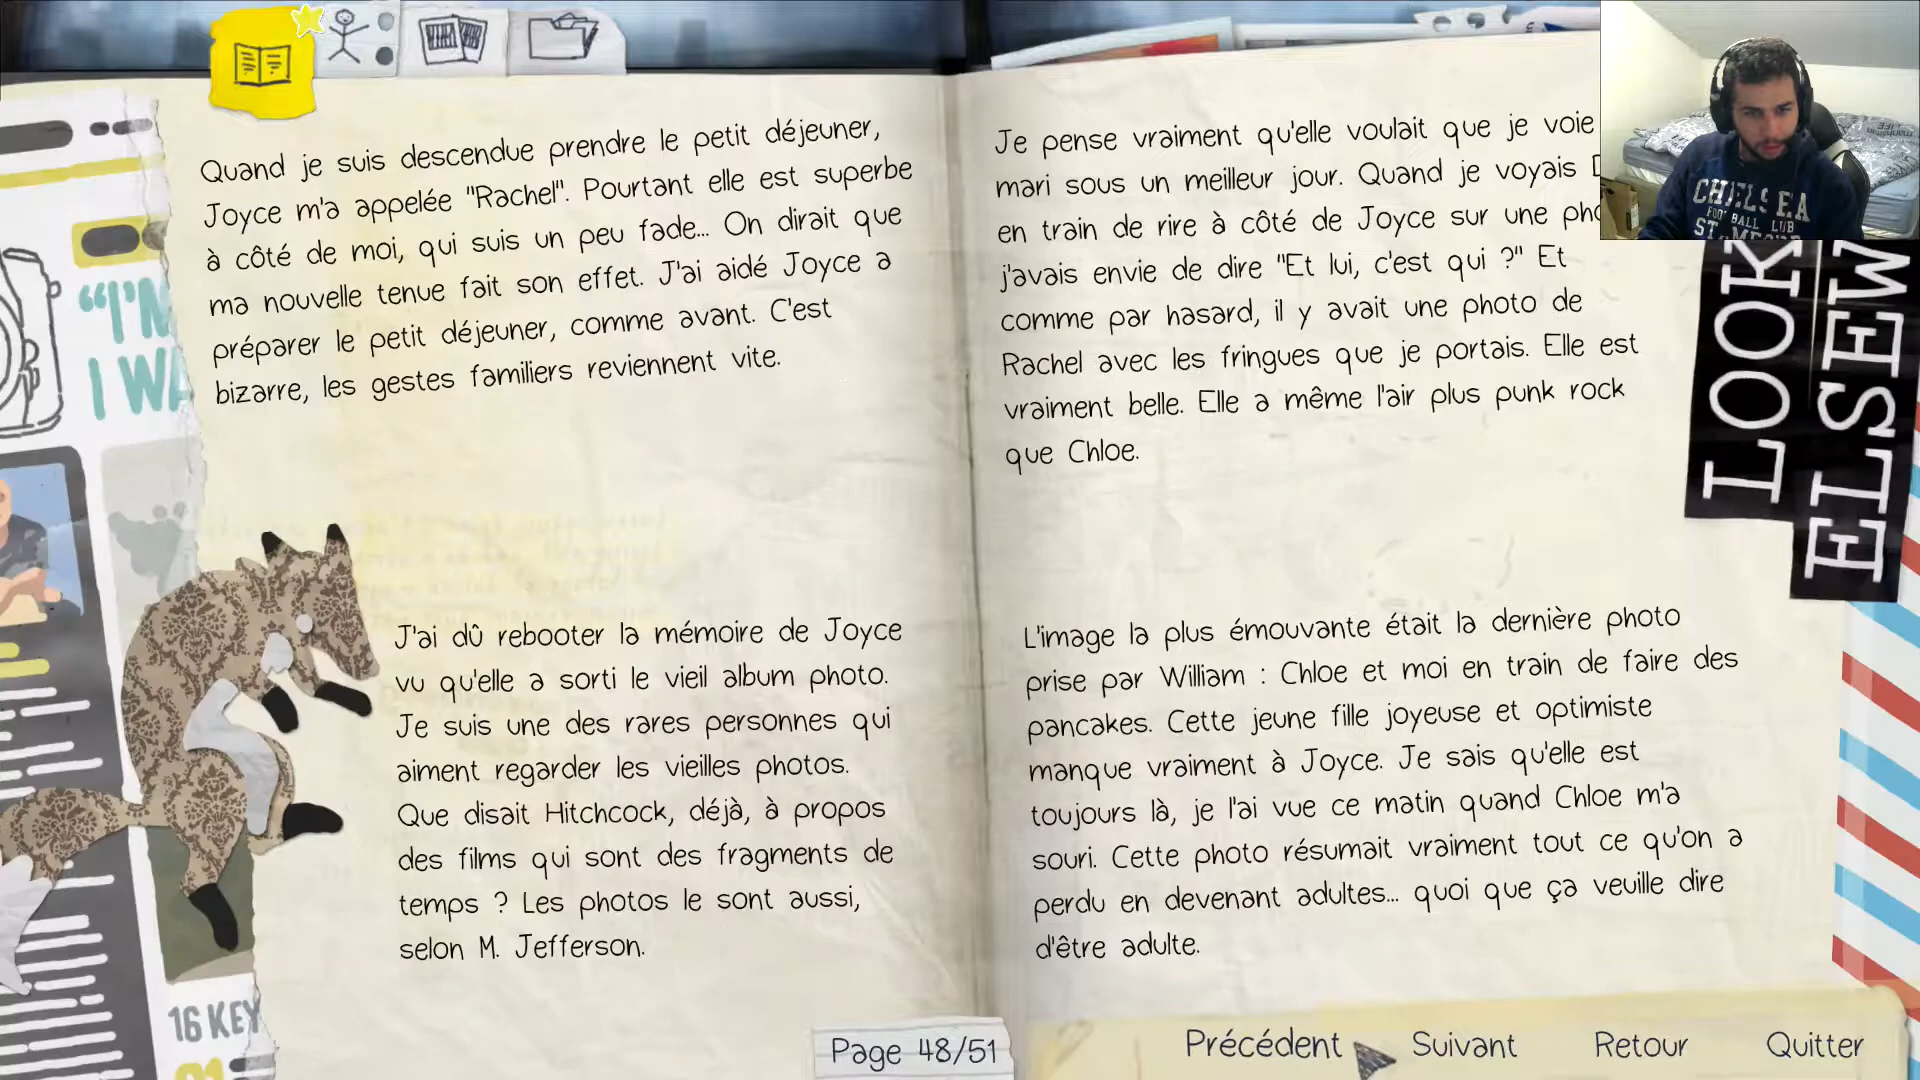 Quand je suis descendue prendre le petit déjeuner,
Joyce m'a appelée "Rachel". Pourtant elle est superbe
à côté de moi, qui suis un peu fade... On dirait que
ma nouvelle tenue fait son effet. J'ai aidé Joyce a
préparer le petit déjeuner, comme avant. C'est
bizarre, les gestes familiers reviennent vite.
J'ai dû rebooter la mémoire de Joyce
vu qu'elle a sorti le vieil album photo.
Je suis une des rares personnes qui
aiment regarder les vieilles photos.
Que disait Hitchcock, déjà, à propos
des films qui sont des fragments de
temps ? Les photos le sont aussi,
selon M. Jefferson.
Je pense vraiment qu'elle voulait que je voie
mari sous un meilleur jour. Quand je voyais
en train de rire à côté de Joyce sur une
j'avais envie de dire "Et lui, c'est qui ?" Et
comme par hasard, il y avait une photo de
Rachel avec les fringues que je portais. Elle est
vraiment belle. Elle a même l'air plus punk rock
que Chloe.
L'image la plus émouvante était la dernière photo
prise par William : Chloe et moi en train de faire des
pancakes. Cette jeune fille joyeuse et optimiste
manque vraiment à Joyce. Je sais qu'elle est
toujours là, je l'ai vue ce matin quand Chloe m'a
souri. Cette photo résumait vraiment tout ce qu'on a
perdu en devenant adultes... quoi que ça veuille dire
d'être adulte.
"I'M
I WA
16 KEY
LOOK
ELSEW
CHELSEA
FOOTBALL CLUB
Page 48/51
Précédent Suivant Retour Quitter